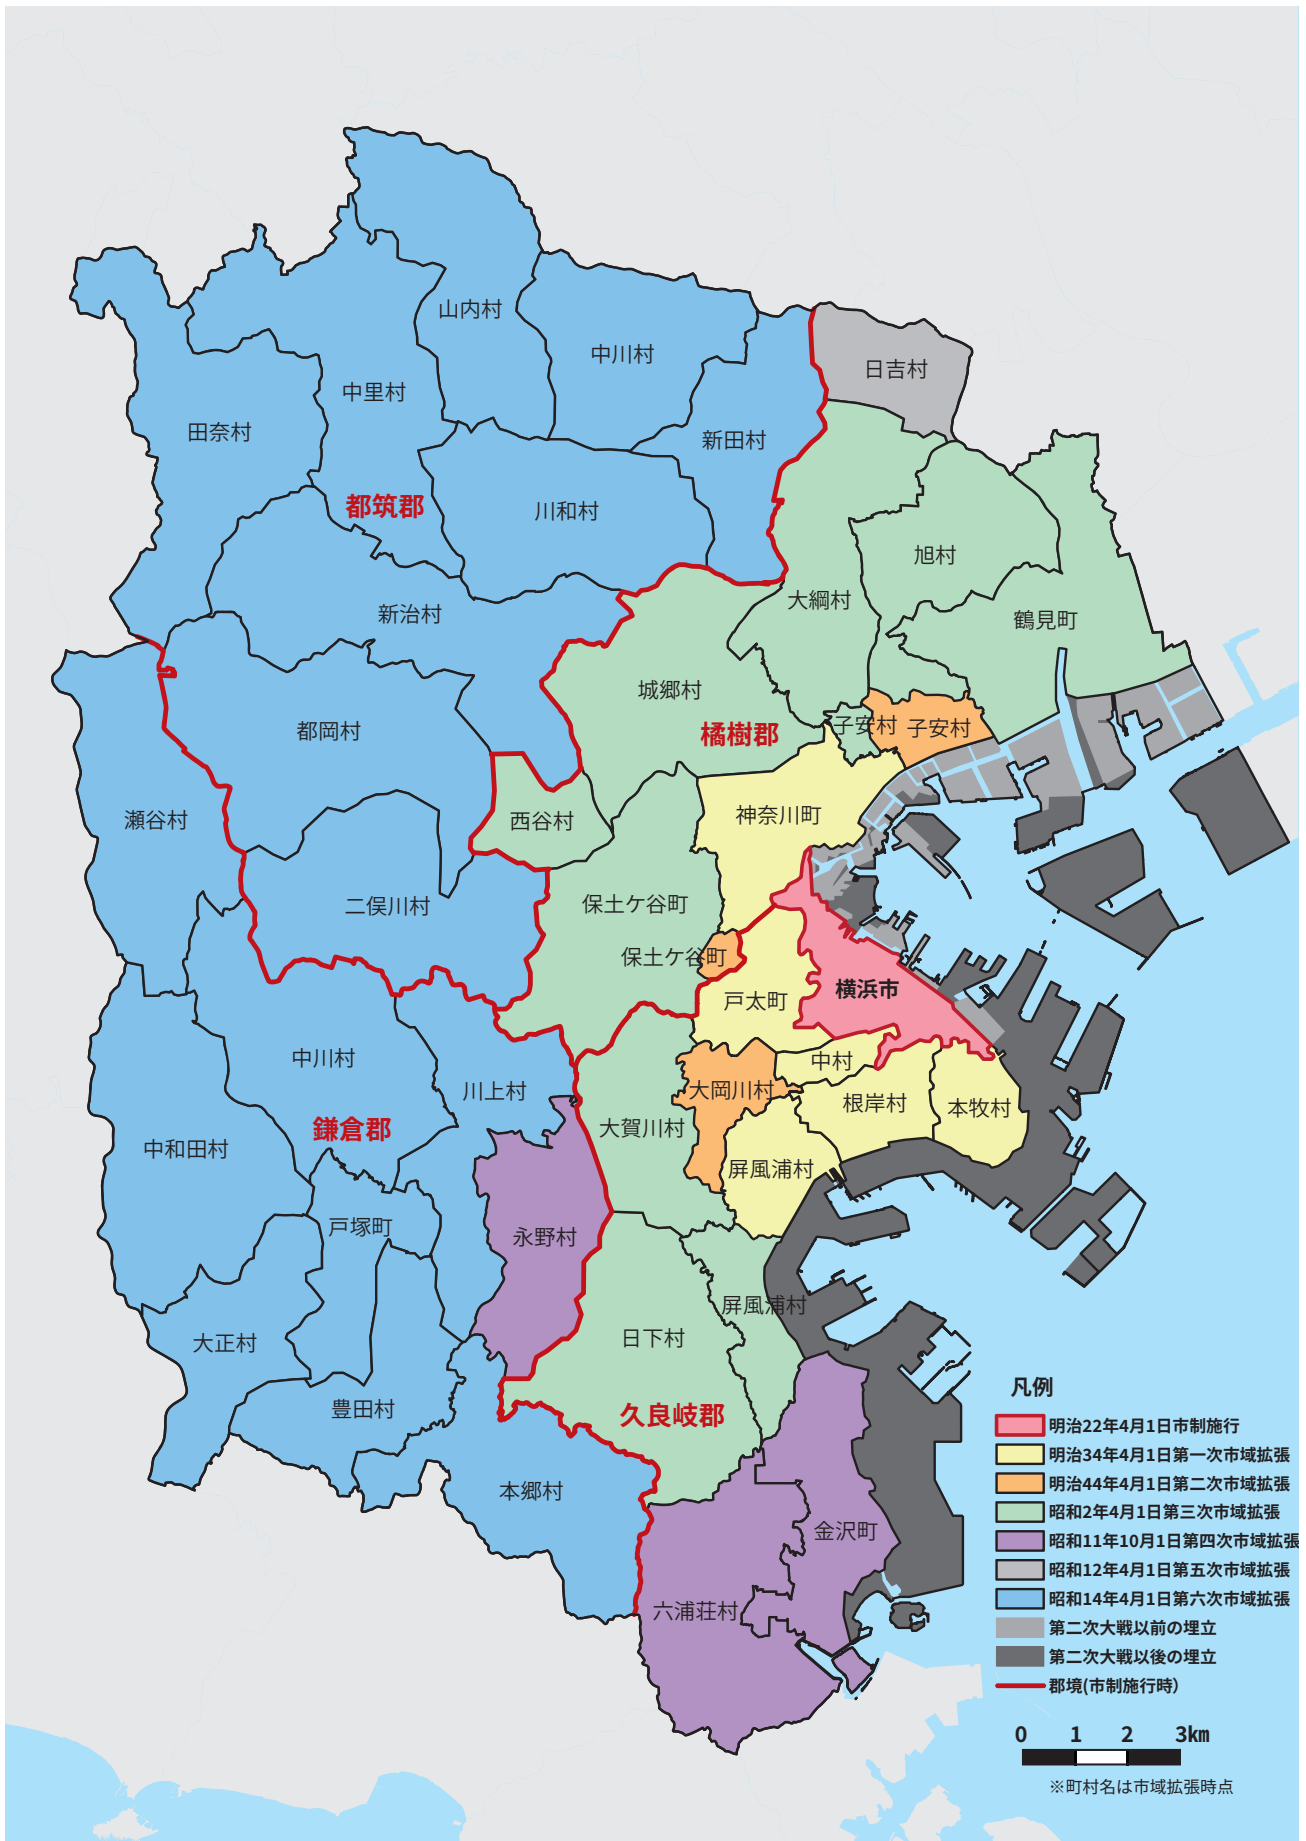 山内村
中川村
日吉村
中里村
田奈村
新田村
都筑郡
川和村
旭村
大綱村
新治村
鶴見町
城郷村
都岡村
橘樹郡
子安村
子安村
瀬谷村
西谷村
神奈川町
二俣川村
保土ケ谷町
保土ケ谷町
横浜市
戸太町
中川村
中村
川上村
大岡川村
根岸村
本牧村
鎌倉郡
大賀川村
中和田村
屏風浦村
戸塚町
永野村
屏風浦村
大正村
日下村
豊田村
久良岐郡
本郷村
金沢町
六浦荘村
凡例
明治22年4月1日市制施行
明治34年4月1日第一次市域拡張
明治44年4月1日第二次市域拡張
昭和2年4月1日第三次市域拡張
昭和11年10月1日第四次市域拡張
昭和12年4月1日第五次市域拡張
昭和14年4月1日第六次市域拡張
第二次大戦以前の埋立
第二次大戦以後の埋立
郡境(市制施行時)
0 1 2 3km
※町村名は市域拡張時点